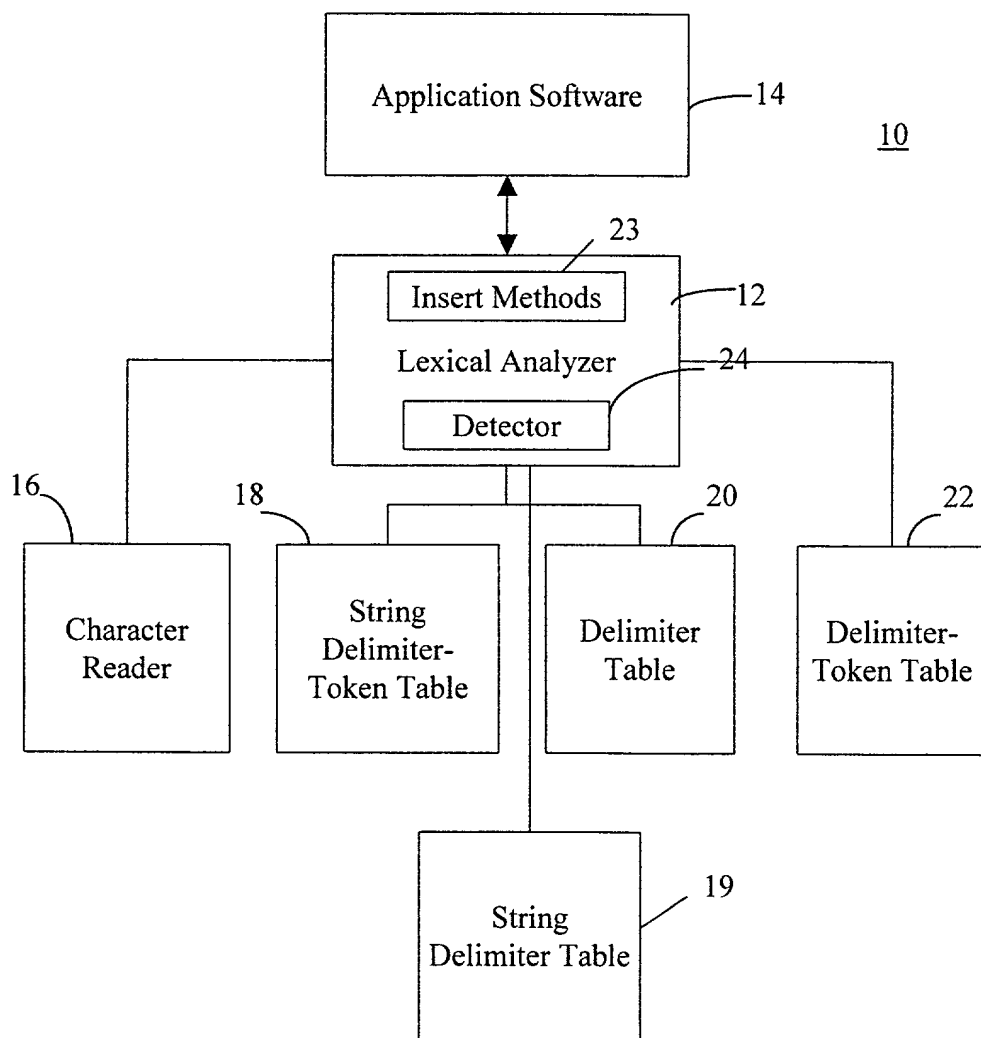 Application Software
14
10
23
Insert Methods
12
Lexical Analyzer
24
Detector
16
18
20
22
Character
Reader
String
Delimiter-
Token Table
Delimiter
Table
Delimiter-
Token Table
19
String
Delimiter Table